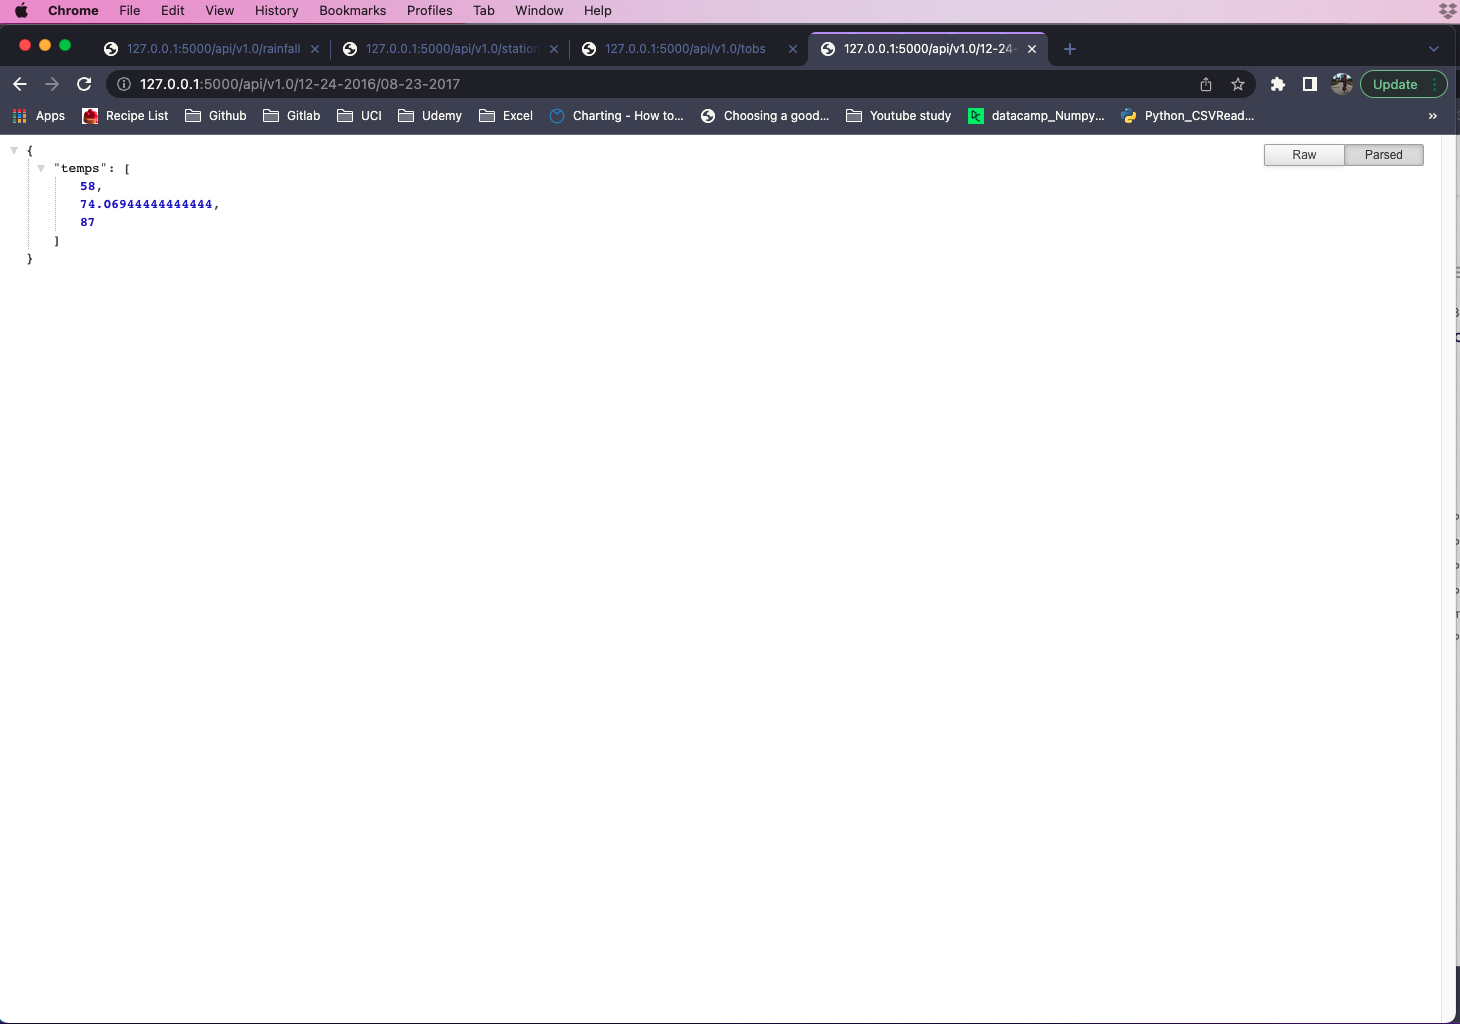 Chrome File Edit View History Bookmarks Profiles Tab Window Help
127.0.0.1:5000/api/v1.0/rainfall 127.0.0.1:5000/api/v1.0/station 127.0.0.1:5000/api/v1.0/tobs 127.0.0.1:5000/api/v1.0/12-24-
127.0.0.1:5000/api/v1.0/12-24-2016/08-23-2017 Update
Apps Recipe List Github Gitlab UCI Udemy Excel Charting - How to... Choosing a good... Youtube study datacamp_Numpy... Python_CSVRead... »
Raw Parsed
{
"temps": [
58,
74.06944444444444,
87
]
}